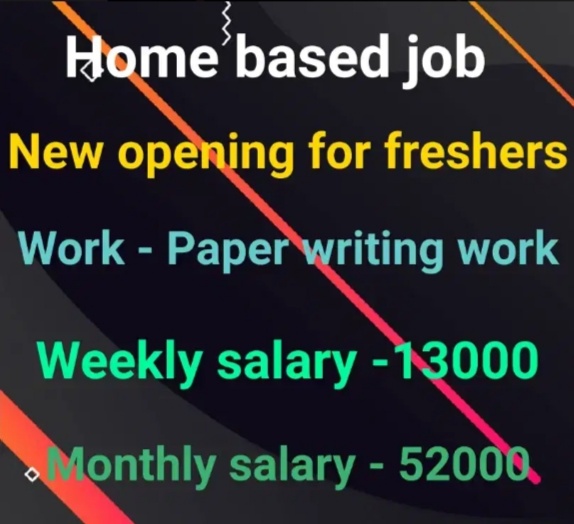 Home based job
New opening for freshers
Work - Paper writing work
Weekly salary -13000
Monthly salary - 52000